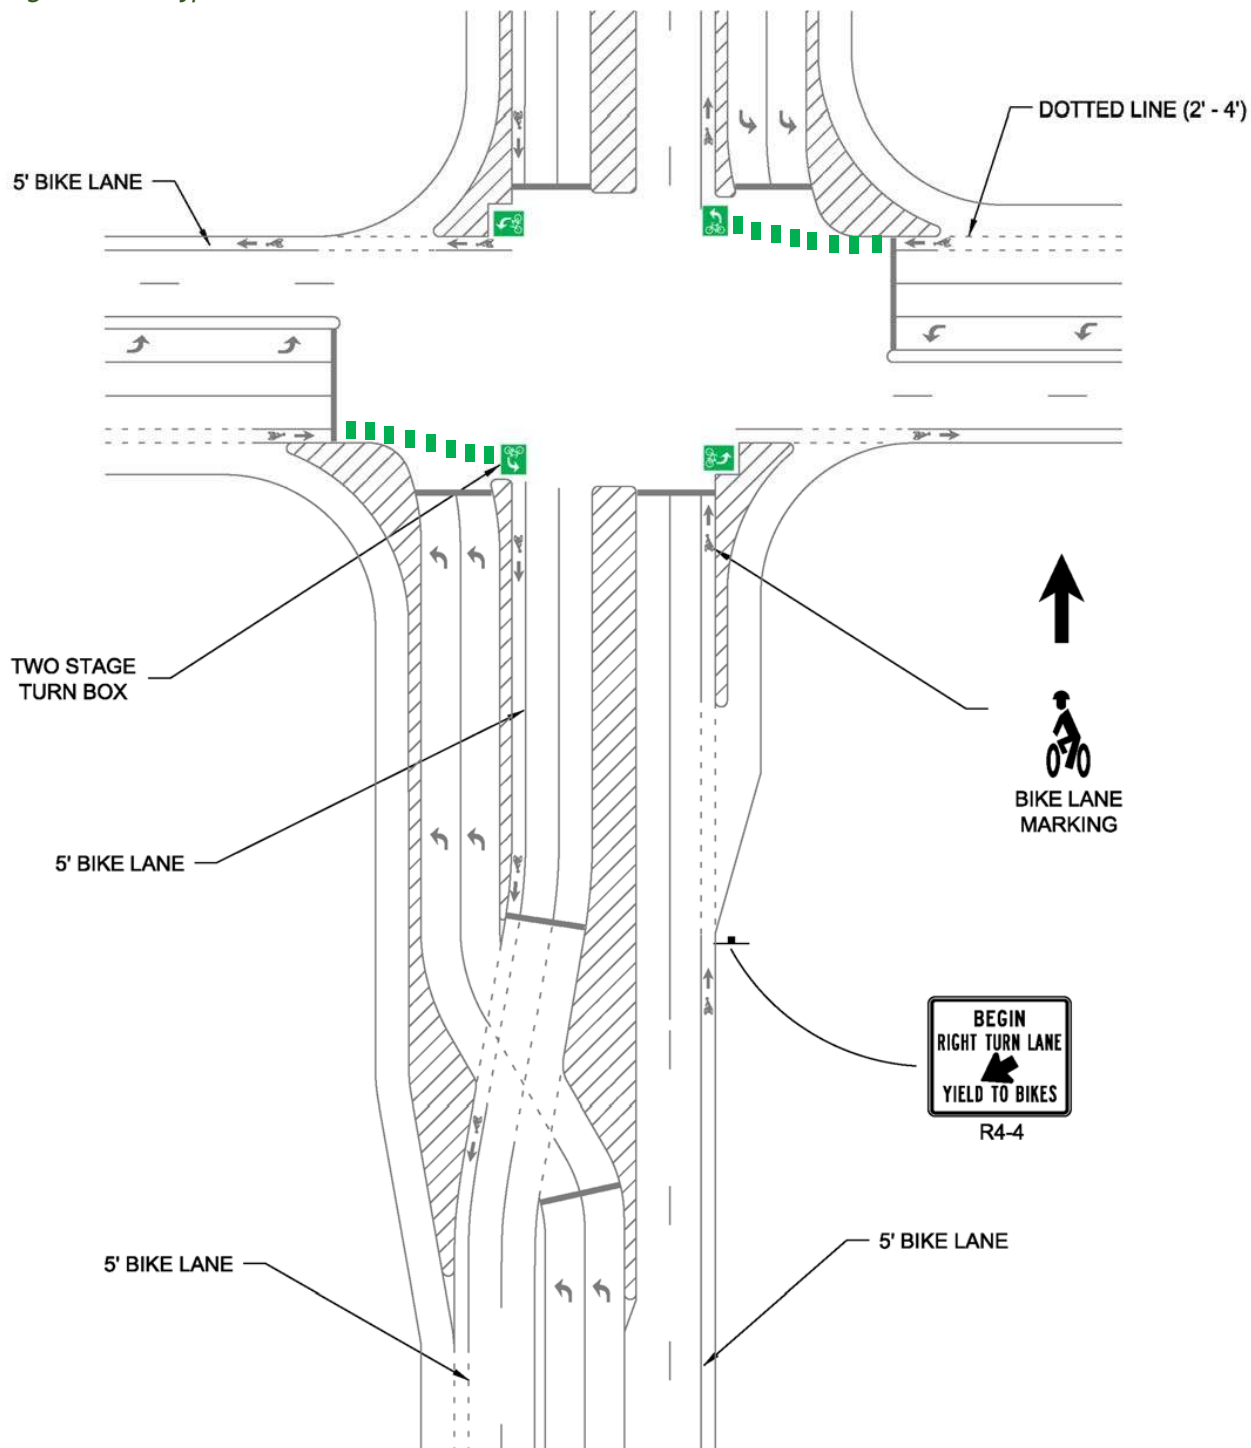 DOTTED LINE (2' - 4')
5' BIKE LANE
TWO STAGE
TURN BOX
BIKE LANE
MARKING
5' BIKE LANE
BEGIN
RIGHT TURN LANE
YIELD TO BIKES
R4-4
5' BIKE LANE
5' BIKE LANE